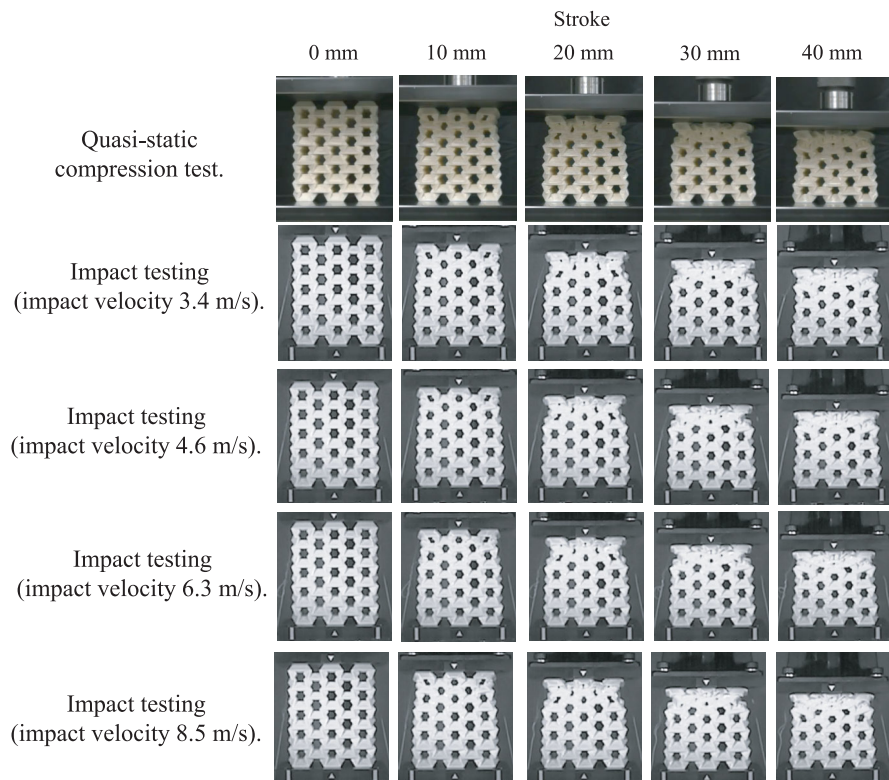 Stroke
0 mm 10 mm 20 mm 30 mm 40 mm
Quasi-static
compression test.
Impact testing
(impact velocity 3.4 m/s).
Impact testing
(impact velocity 4.6 m/s).
Impact testing
(impact velocity 6.3 m/s).
Impact testing
(impact velocity 8.5 m/s).